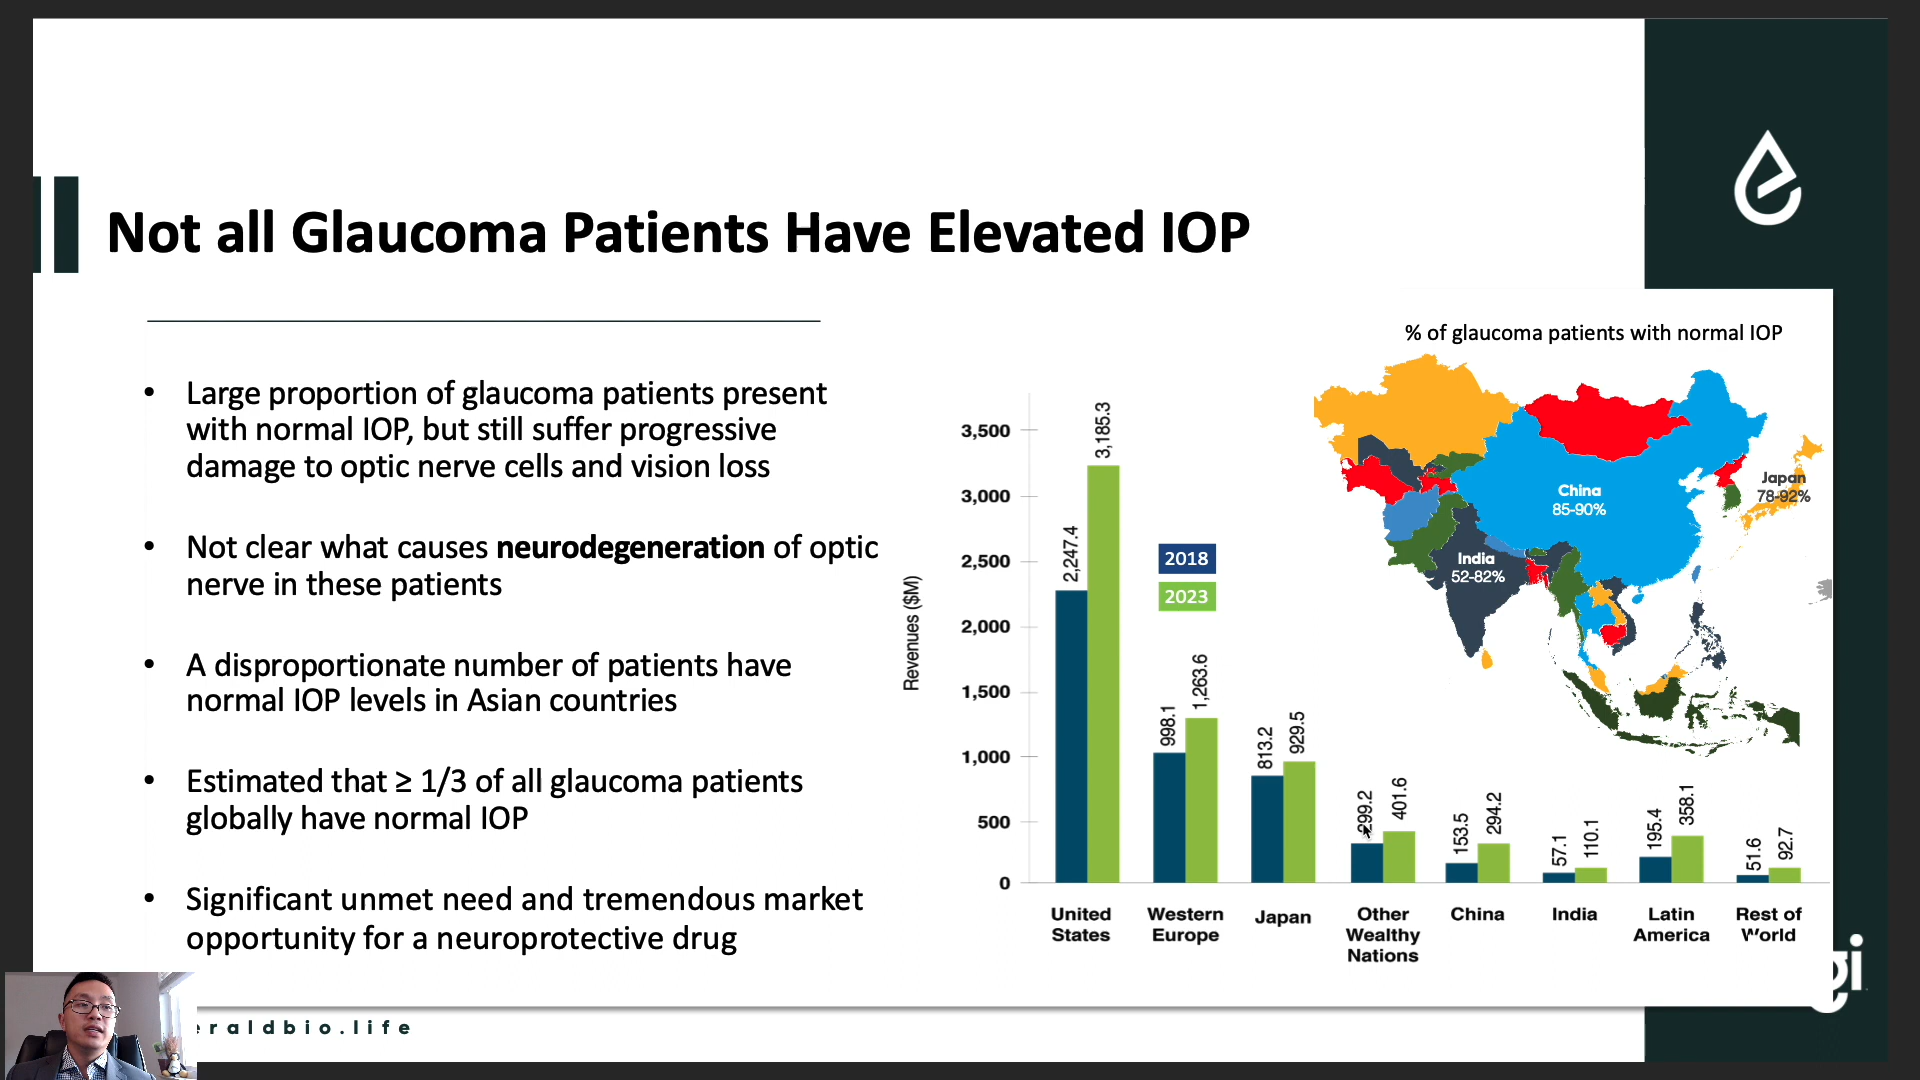 Not all Glaucoma Patients Have Elevated IOP
• Large proportion of glaucoma patients present
with normal IOP, but still suffer progressive
damage to optic nerve cells and vision loss
• Not clear what causes neurodegeneration of optic
nerve in these patients
• A disproportionate number of patients have
normal IOP levels in Asian countries
• Estimated that ≥ 1/3 of all glaucoma patients
globally have normal IOP
• Significant unmet need and tremendous market
opportunity for a neuroprotective drug
% of glaucoma patients with normal IOP
China
85-90%
Japan
78-92%
India
52-82%
Revenues ($M)
3,500
3,000
2,500
2,000
1,500
1,000
500
0
2018
2023
2,247.4
3,185.3
998.1
1,263.6
813.2
929.5
299.2
401.6
153.5
294.2
57.1
110.1
195.4
358.1
51.6
92.7
United
States
Western
Europe
Japan
Other
Wealthy
Nations
China
India
Latin
America
Rest of
World
eraldbio.life
gi